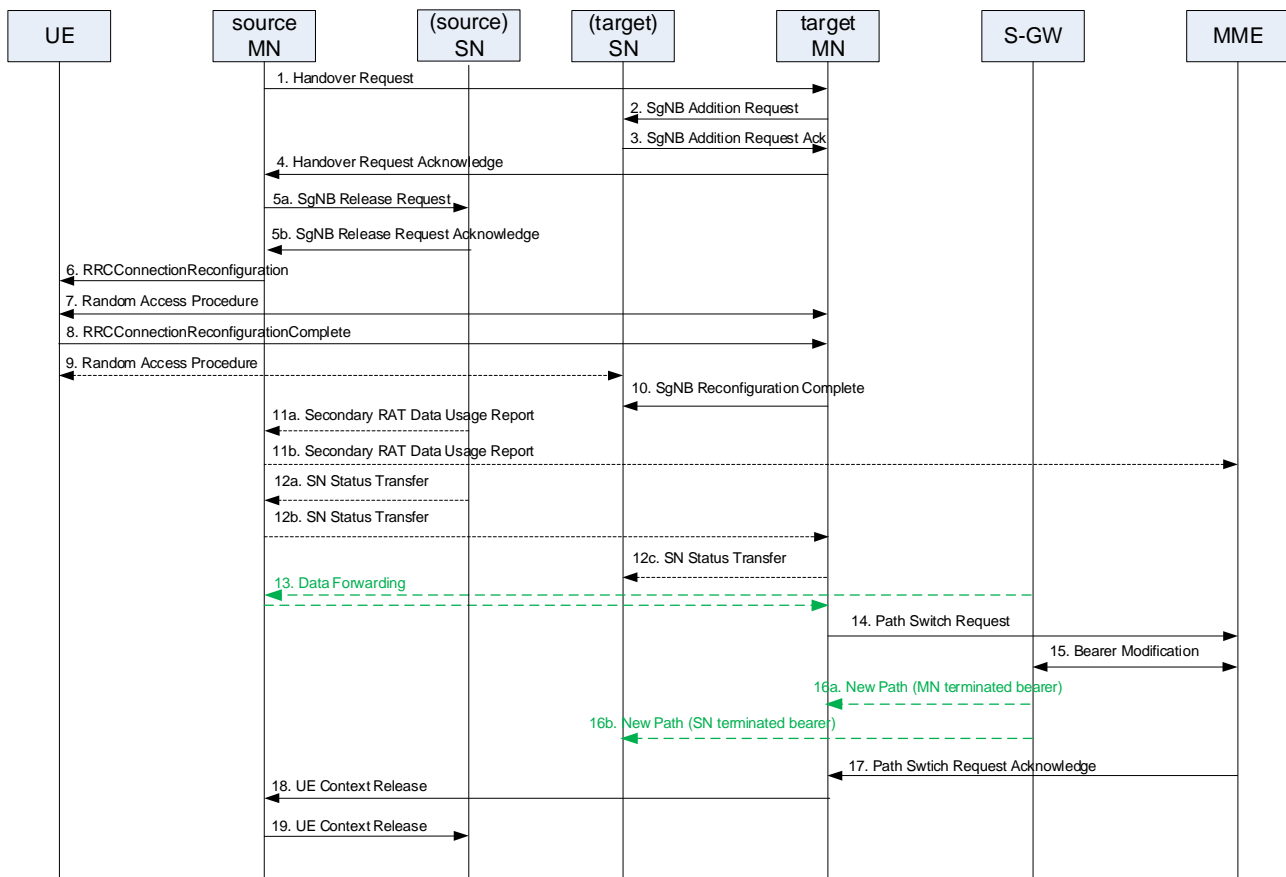 UE
source
MN
(source)
SN
(target)
SN
target
MN
S-GW
MME
1. Handover Request
2. SgNB Addition Request
3. SgNB Addition Request Ack
4. Handover Request Acknowledge
5a. SgNB Release Request
5b. SgNB Release Request Acknowledge
6. RRCConnectionReconfiguration
7. Random Access Procedure
8. RRCConnectionReconfigurationComplete
9. Random Access Procedure
10. SgNB Reconfiguration Complete
11a. Secondary RAT Data Usage Report
11b. Secondary RAT Data Usage Report
12a. SN Status Transfer
12b. SN Status Transfer
12c. SN Status Transfer
13. Data Forwarding
14. Path Switch Request
15. Bearer Modification
16a. New Path (MN terminated bearer)
16b. New Path (SN terminated bearer)
17. Path Swtich Request Acknowledge
18. UE Context Release
19. UE Context Release